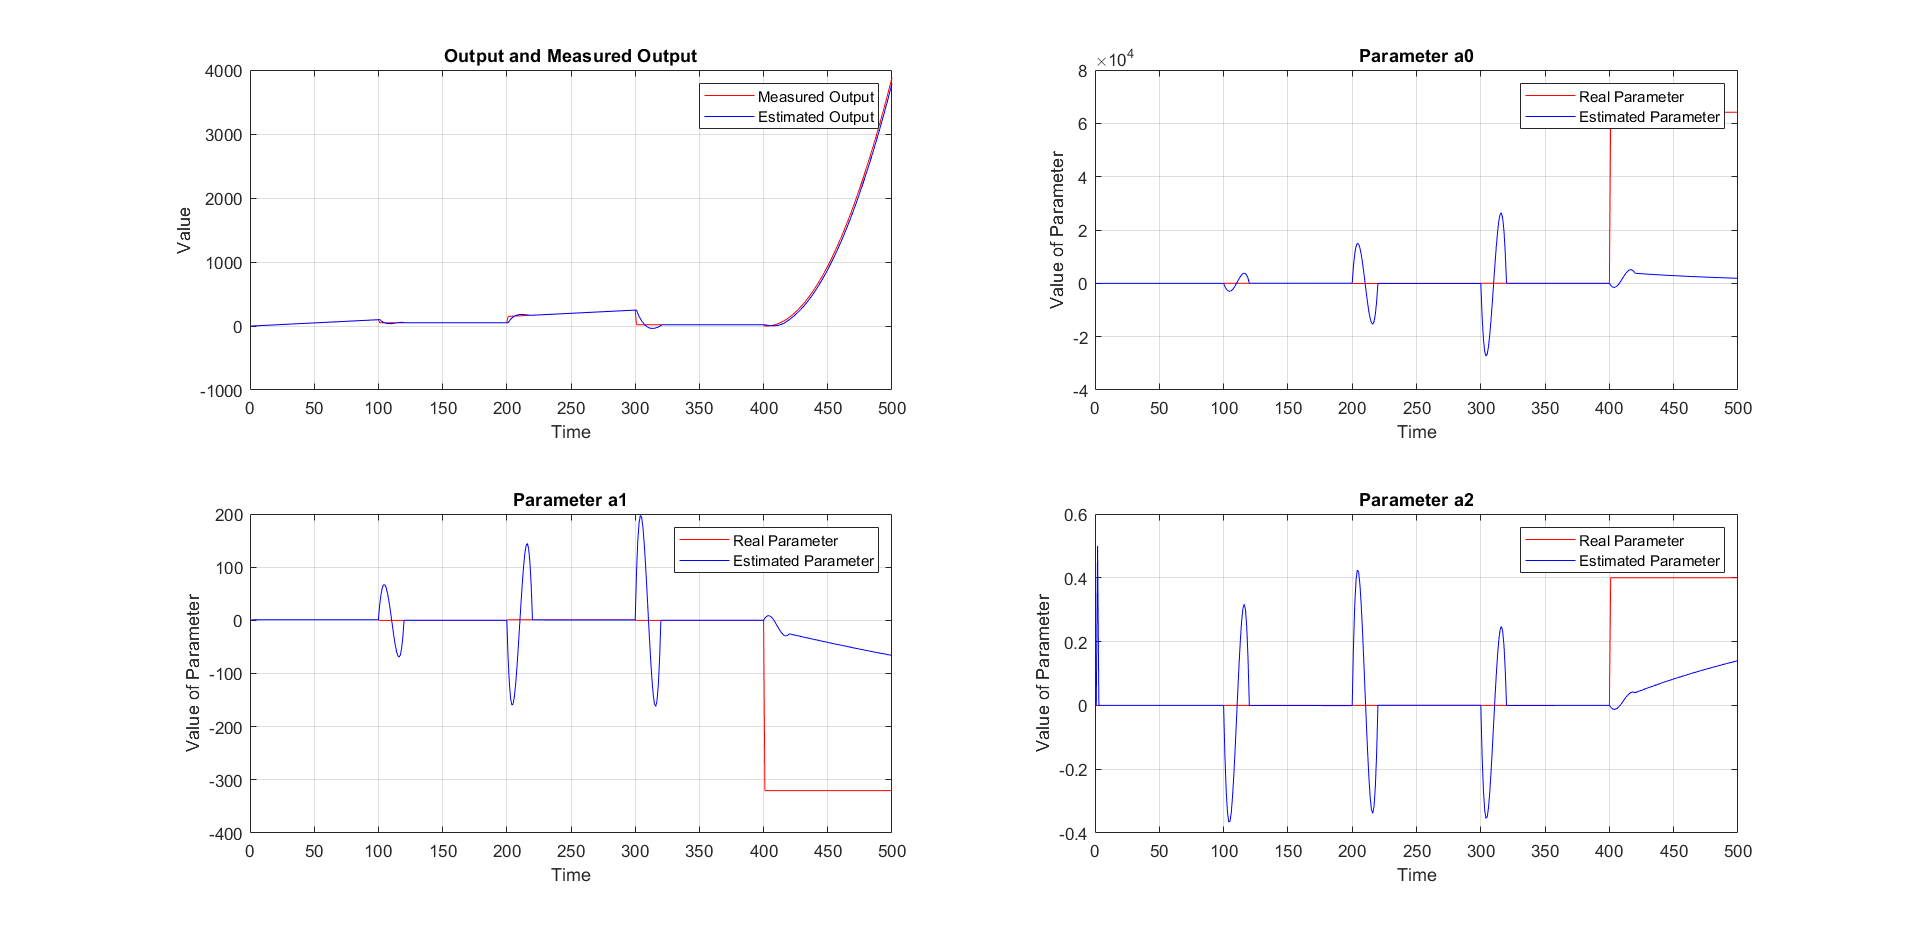 Output and Measured Output
4000
3000
2000
1000
0
-1000
Value
0 50 100 150 200 250 300 350 400 450 500
Time
Measured Output
Estimated Output
Parameter a0
×10⁴
8
6
4
2
0
-2
-4
Value of Parameter
0 50 100 150 200 250 300 350 400 450 500
Time
Real Parameter
Estimated Parameter
Parameter a1
200
100
0
-100
-200
-300
-400
Value of Parameter
0 50 100 150 200 250 300 350 400 450 500
Time
Real Parameter
Estimated Parameter
Parameter a2
0.6
0.4
0.2
0
-0.2
-0.4
Value of Parameter
0 50 100 150 200 250 300 350 400 450 500
Time
Real Parameter
Estimated Parameter